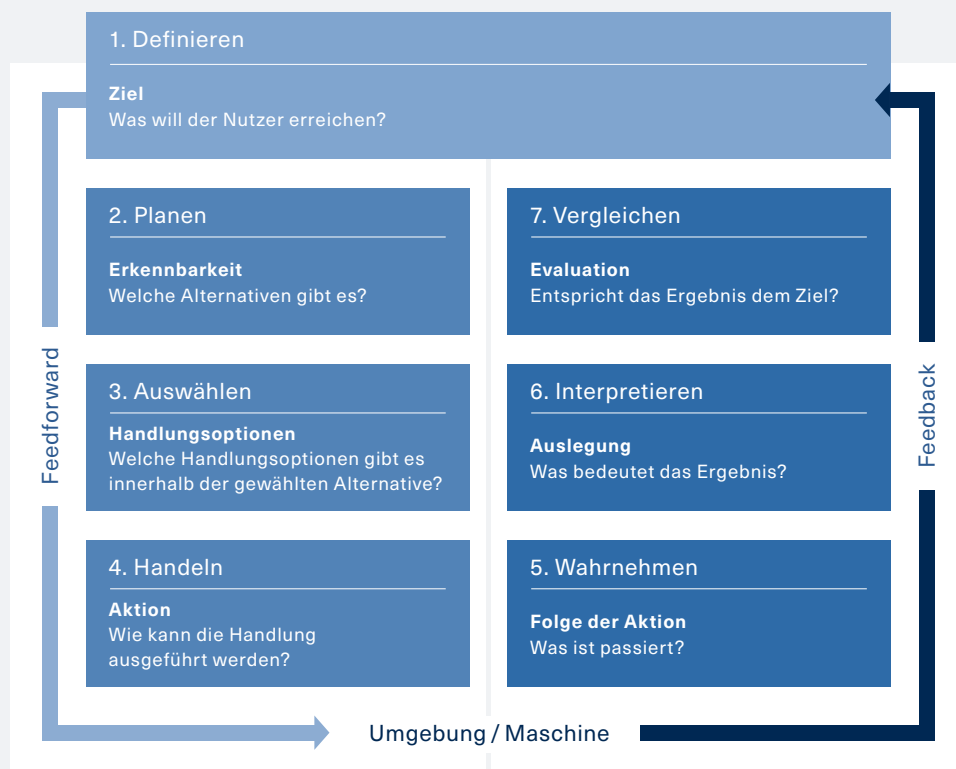 1. Definieren
Ziel
Was will der Nutzer erreichen?
2. Planen
Erkennbarkeit
Welche Alternativen gibt es?
3. Auswählen
Handlungsoptionen
Welche Handlungsoptionen gibt es
innerhalb der gewählten Alternative?
4. Handeln
Aktion
Wie kann die Handlung
ausgeführt werden?
7. Vergleichen
Evaluation
Entspricht das Ergebnis dem Ziel?
6. Interpretieren
Auslegung
Was bedeutet das Ergebnis?
5. Wahrnehmen
Folge der Aktion
Was ist passiert?
Feedforward
Umgebung / Maschine
Feedback